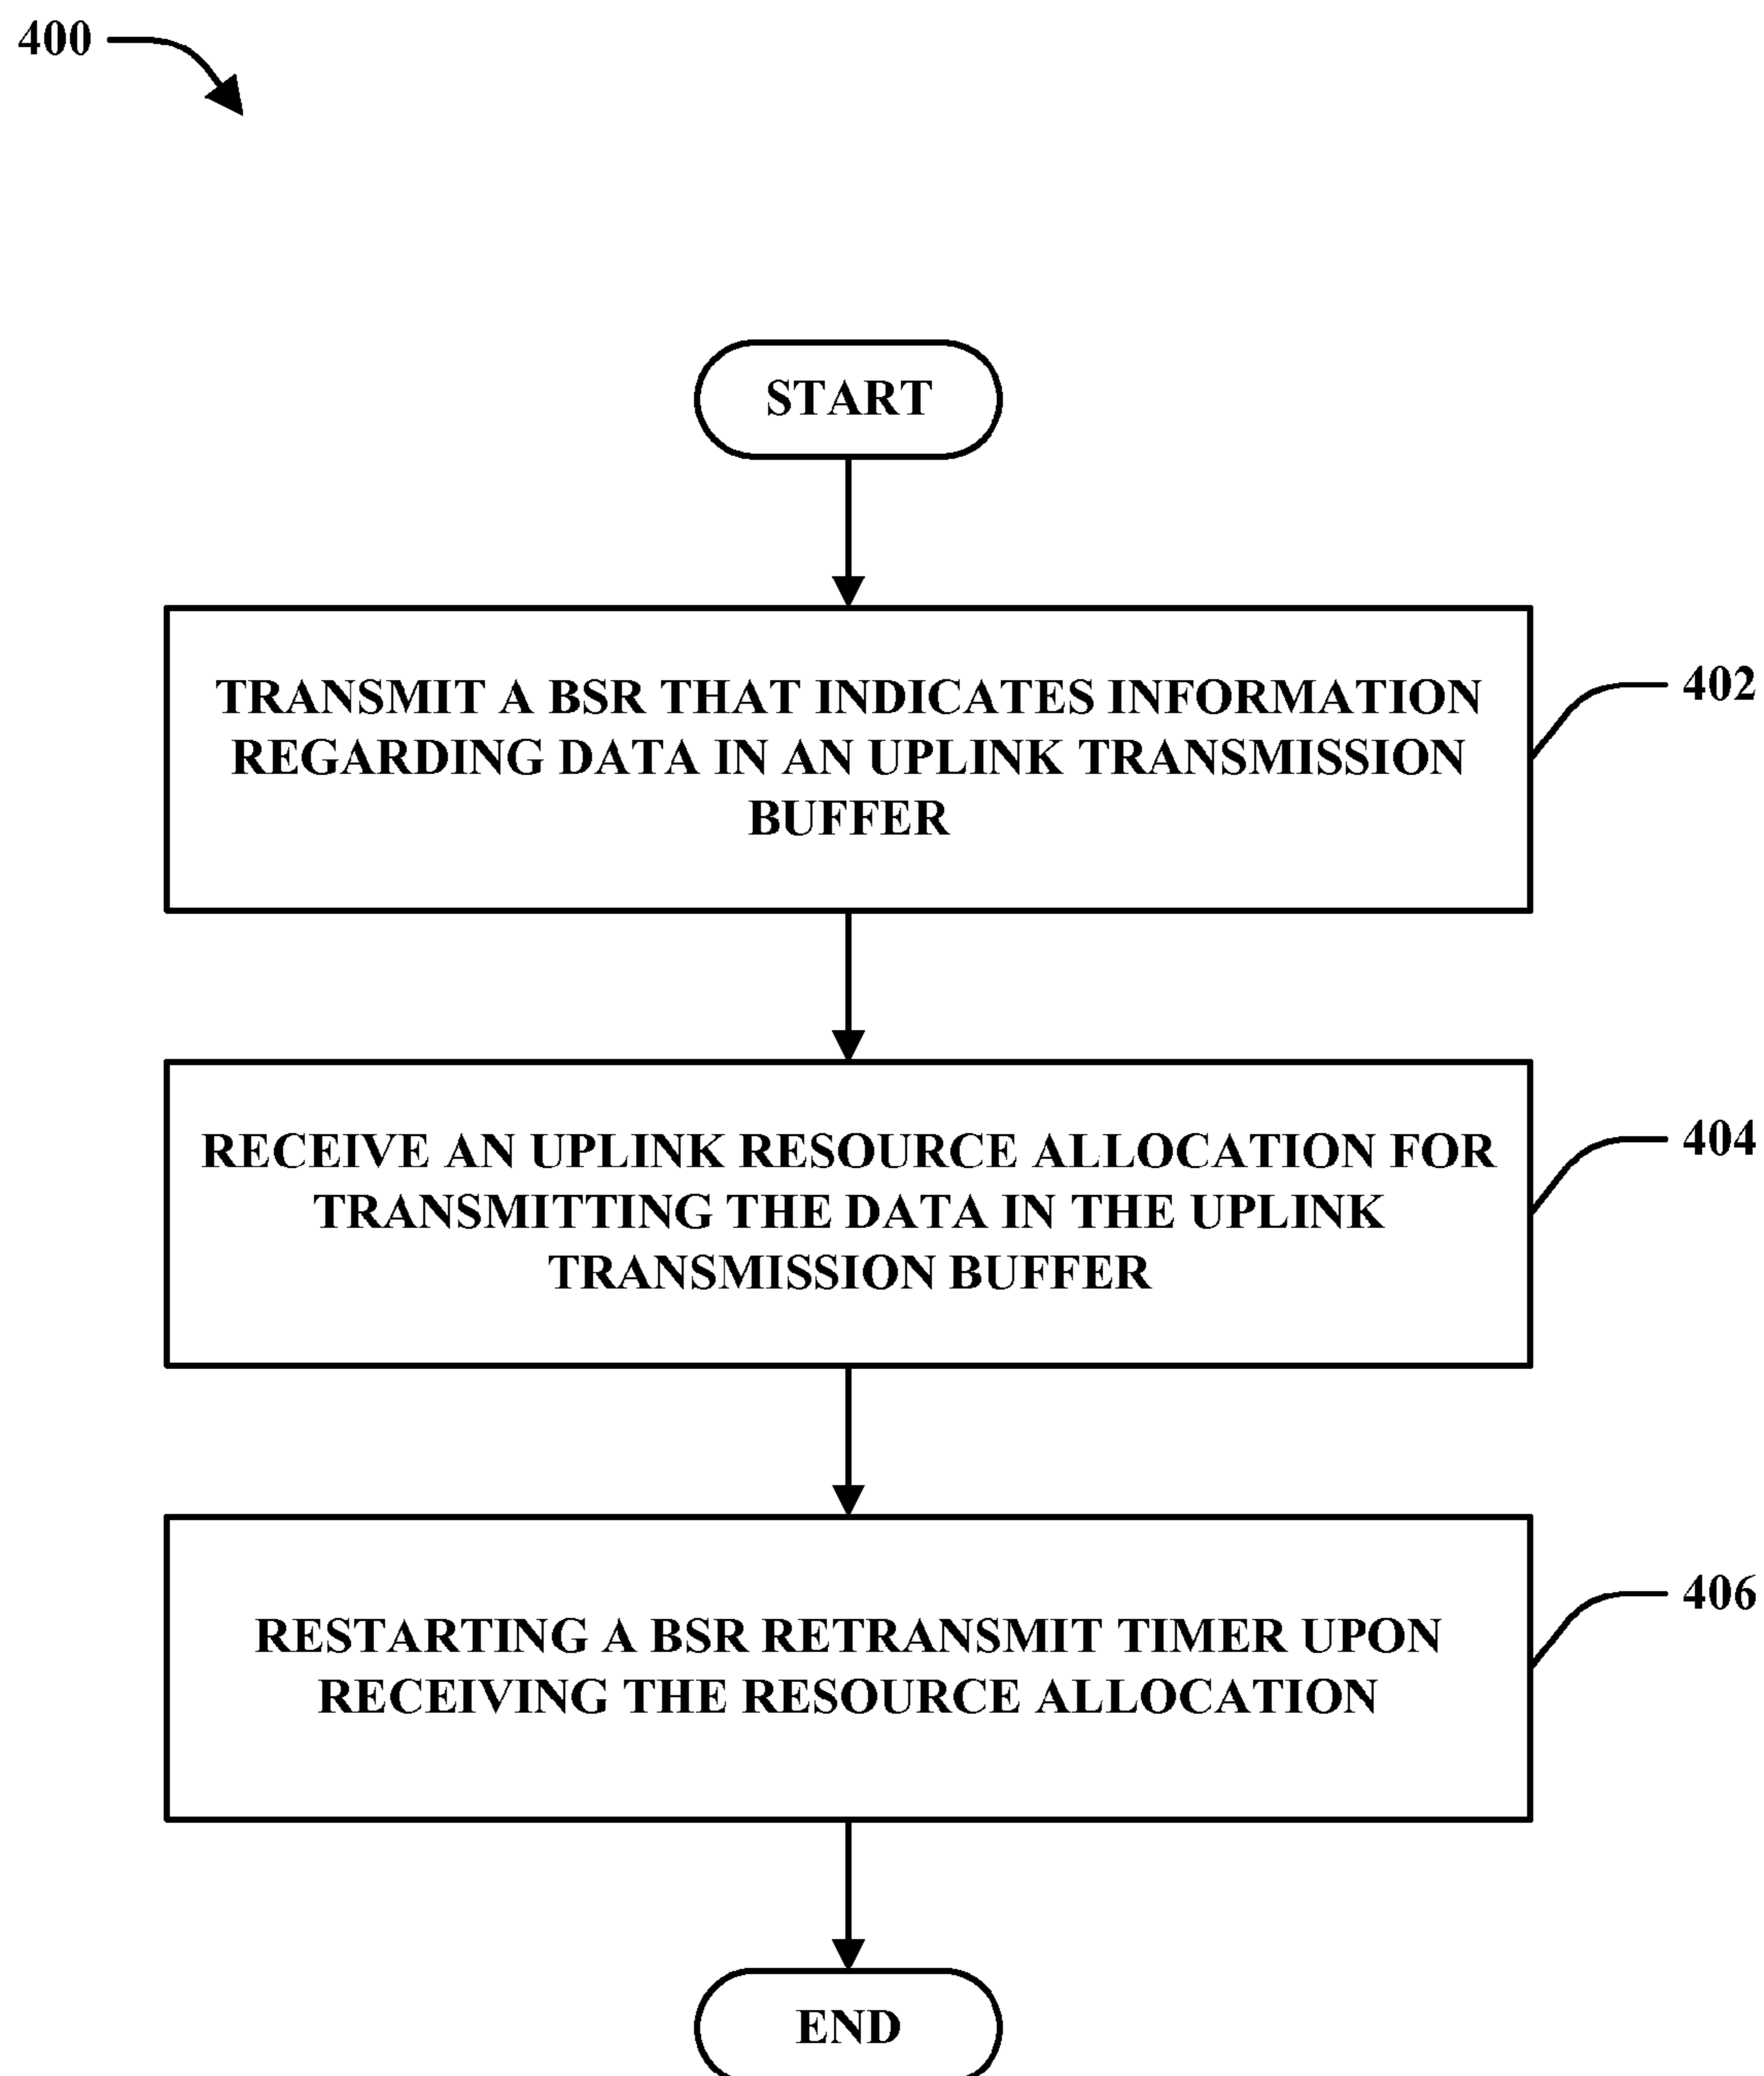 400
START
TRANSMIT A BSR THAT INDICATES INFORMATION
REGARDING DATA IN AN UPLINK TRANSMISSION
BUFFER
402
RECEIVE AN UPLINK RESOURCE ALLOCATION FOR
TRANSMITTING THE DATA IN THE UPLINK
TRANSMISSION BUFFER
404
RESTARTING A BSR RETRANSMIT TIMER UPON
RECEIVING THE RESOURCE ALLOCATION
406
END